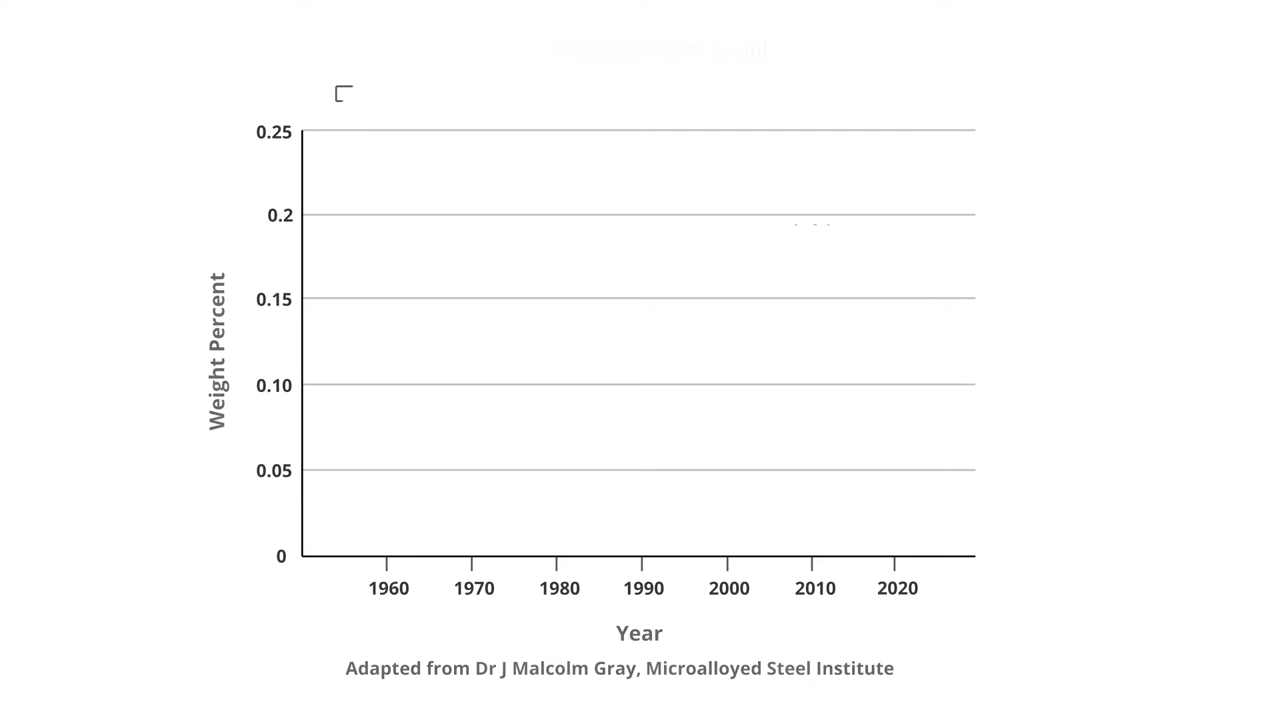 0.25
0.2
0.15
0.10
0.05
0
Weight Percent
1960 1970 1980 1990 2000 2010 2020
Year
Adapted from Dr J Malcolm Gray, Microalloyed Steel Institute